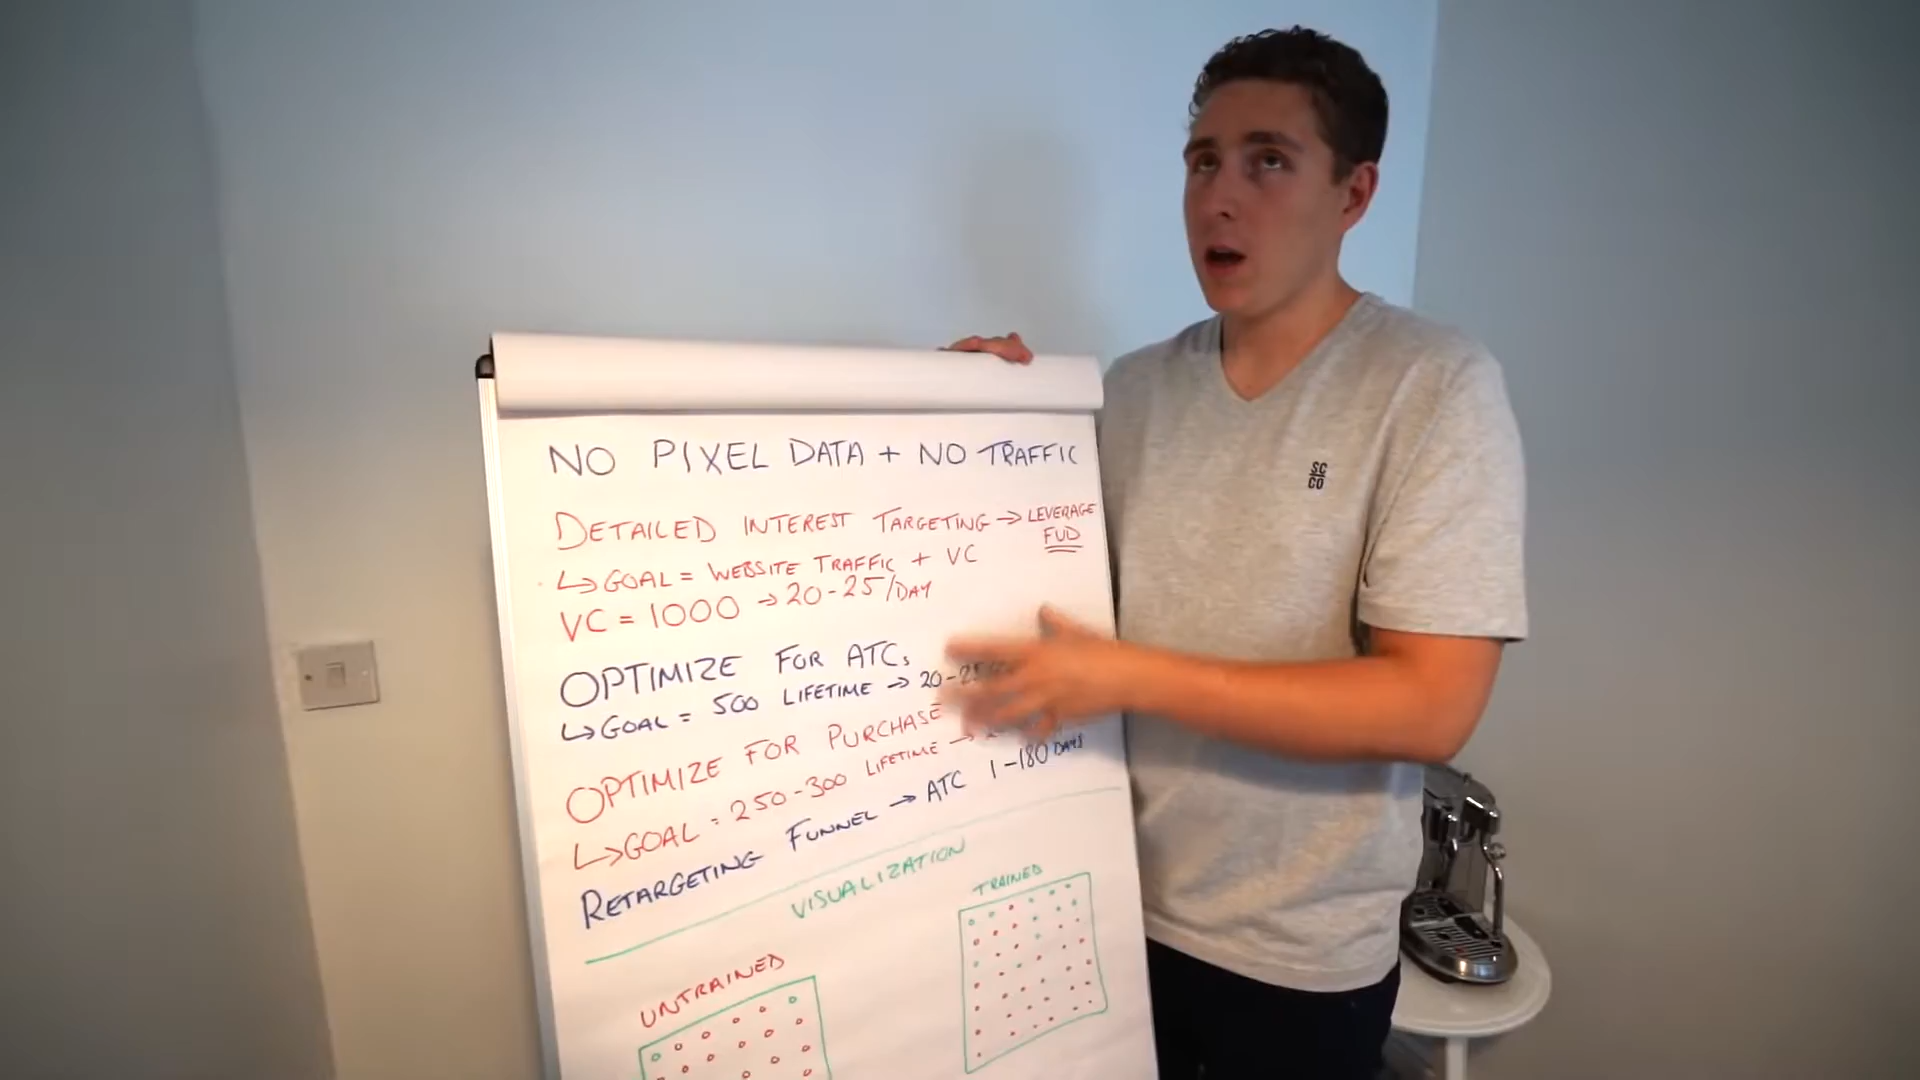 NO PIXEL DATA + NO TRAFFIC
DETAILED INTEREST TARGETING → LEVERAGE
FUD
↳ GOAL = WEBSITE TRAFFIC + VC
VC = 1000 → 20-25/DAY
OPTIMIZE FOR ATCs
↳ GOAL = 500 LIFETIME → 20-25
OPTIMIZE FOR PURCHASE
↳ GOAL = 250-300 LIFETIME →
RETARGETING FUNNEL → ATC 1-180 DAYS
VISUALIZATION
UNTRAINED
TRAINED
SC
CO